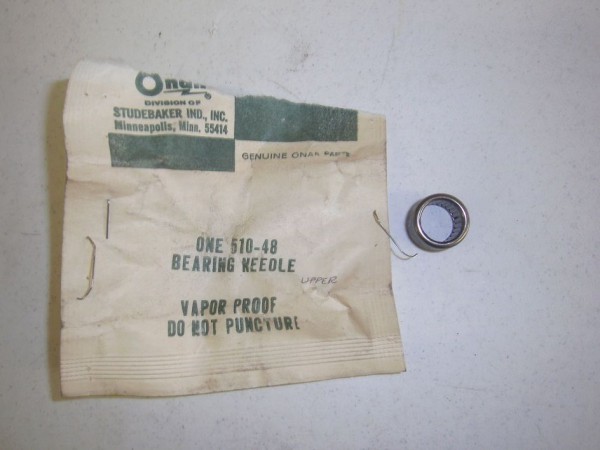 Onan
DIVISION OF
STUDEBAKER IND., INC.
Minneapolis, Minn. 55414
GENUINE ONAN PARTS
ONE 510-48
BEARING NEEDLE
UPPER
VAPOR PROOF
DO NOT PUNCTURE